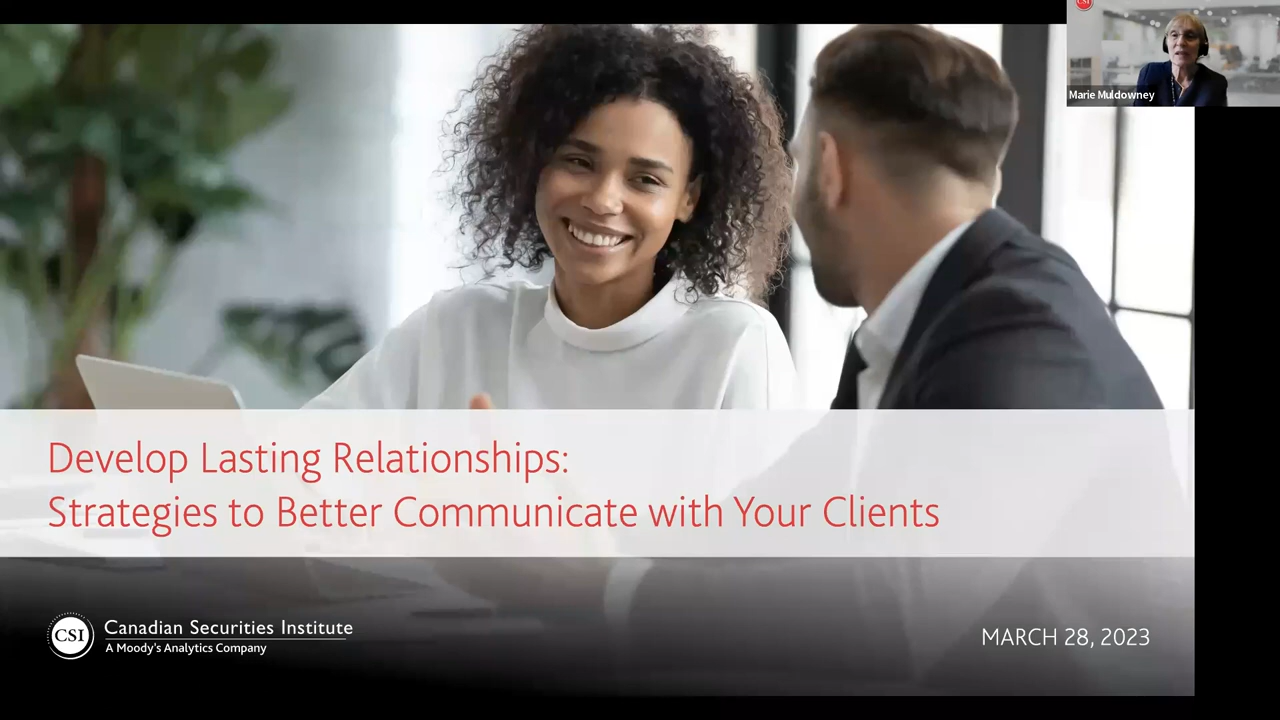 CSI
Marie Muldowney
Develop Lasting Relationships:
Strategies to Better Communicate with Your Clients
CSI
Canadian Securities Institute
A Moody's Analytics Company
MARCH 28, 2023